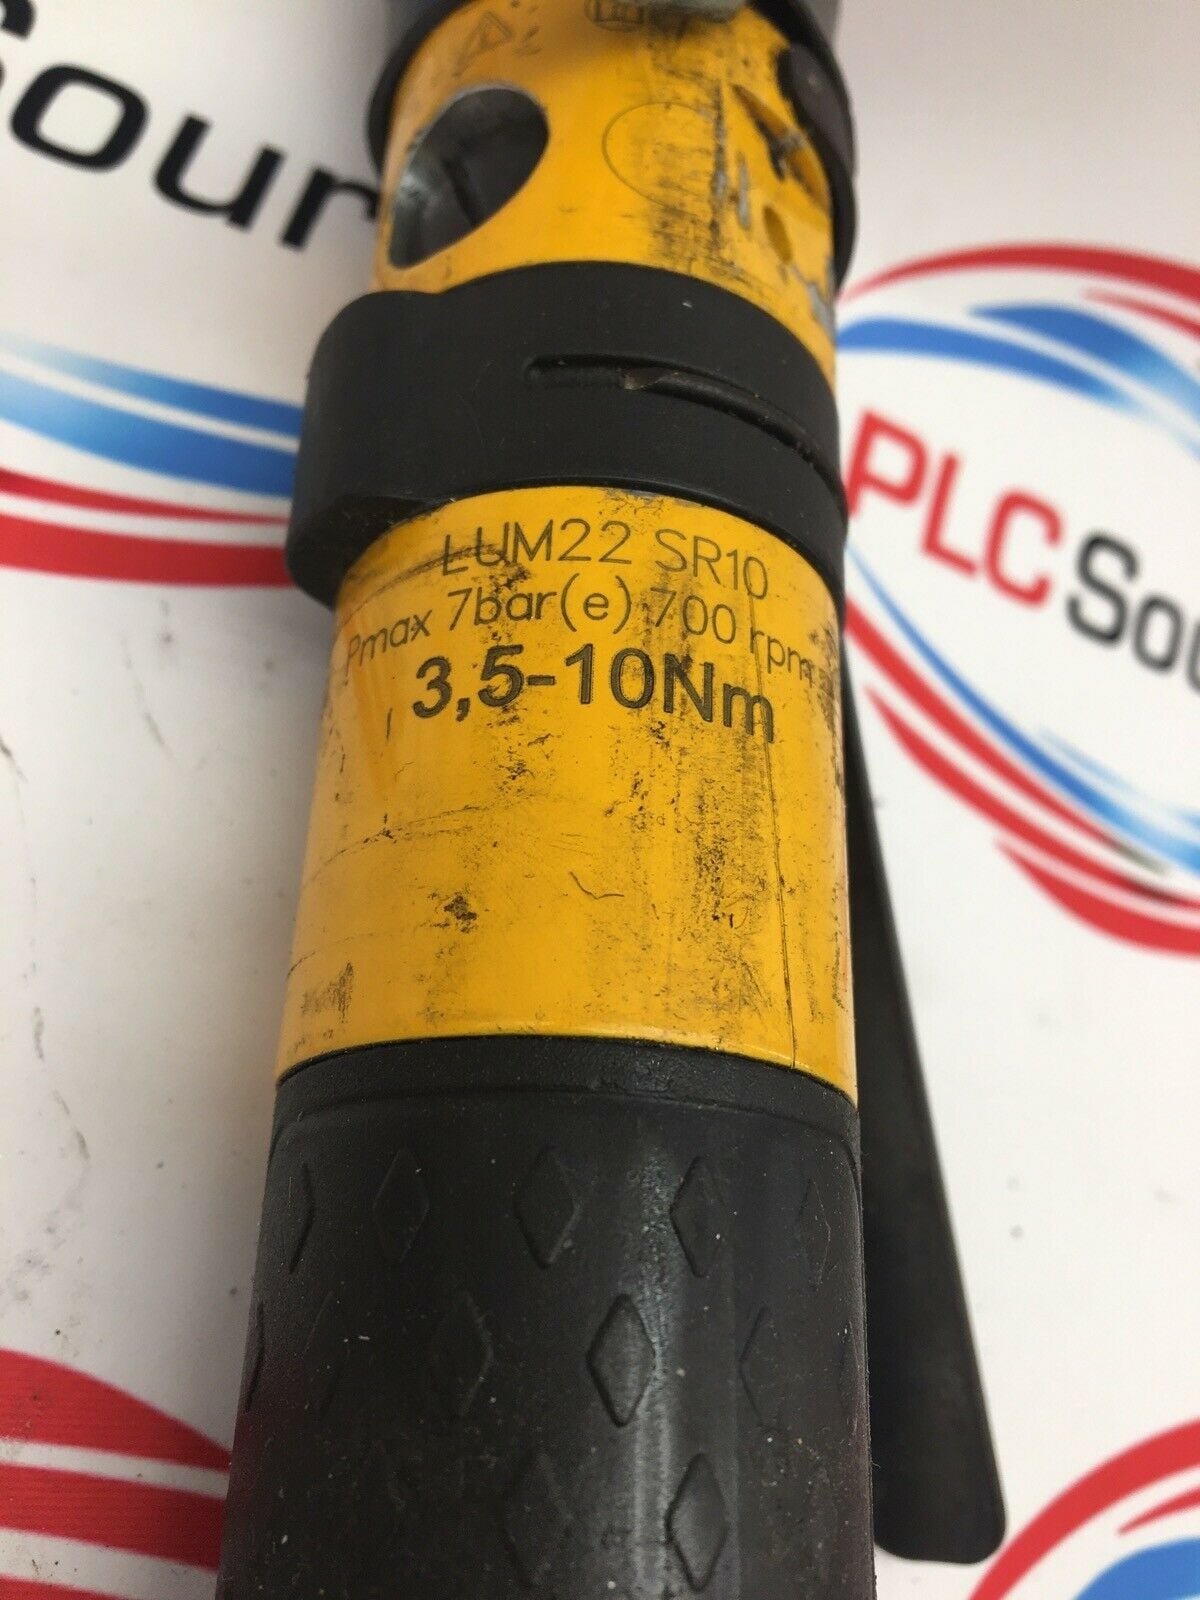 Sour
LUM22 SR10
Pmax 7bar(e) 700 rpm
3,5-10Nm
PLC Sou